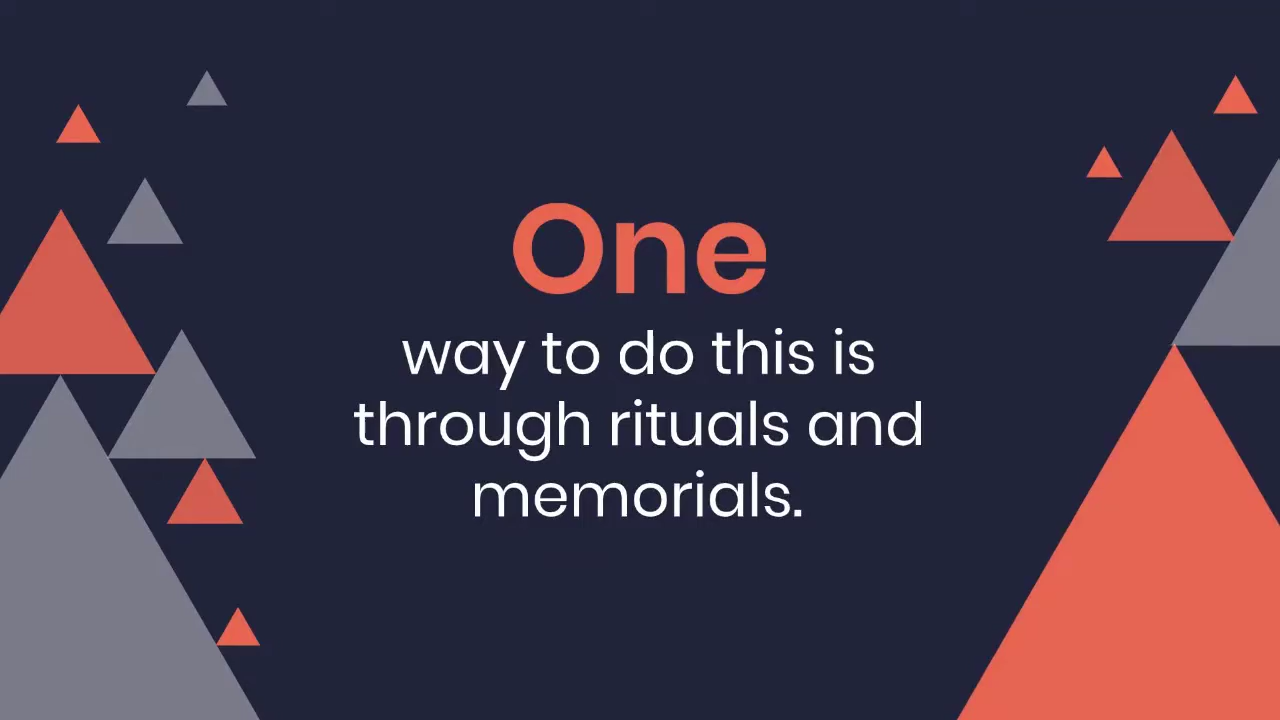 One
way to do this is
through rituals and
memorials.